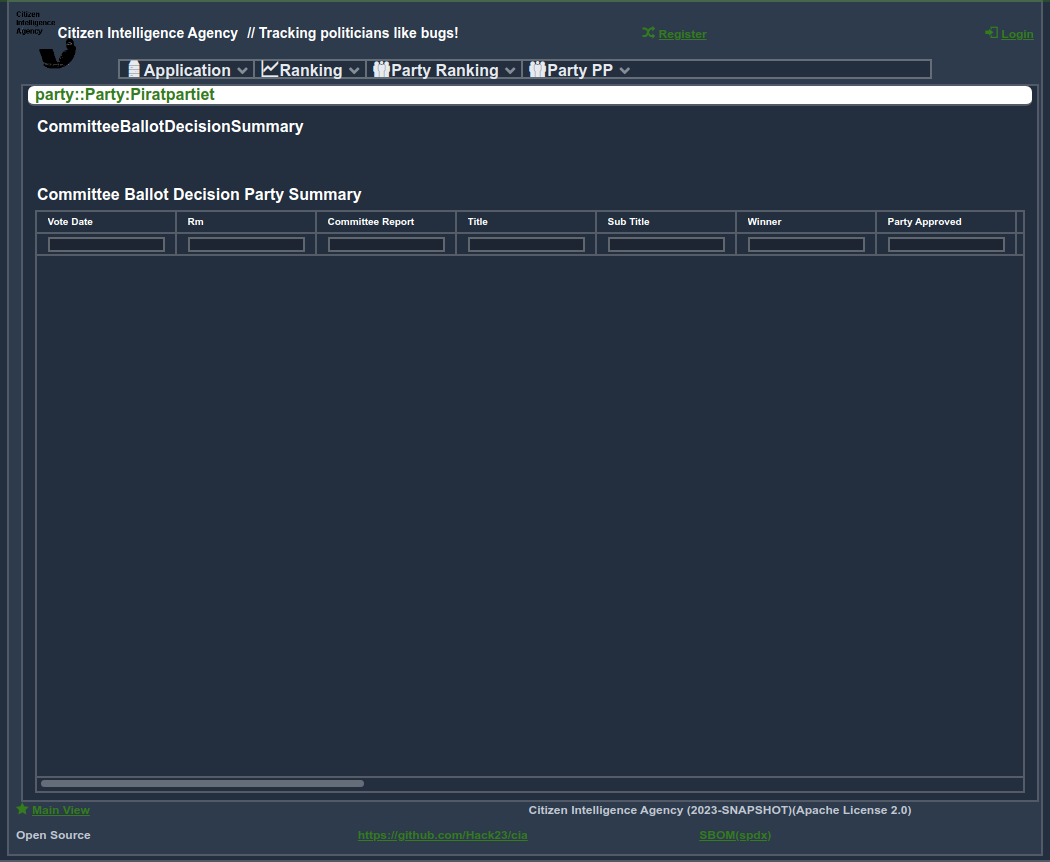 Citizen
Intelligence
Agency
Citizen Intelligence Agency // Tracking politicians like bugs!
Register
Login
Application
Ranking
Party Ranking
Party PP
party::Party:Piratpartiet
CommitteeBallotDecisionSummary
Committee Ballot Decision Party Summary
Vote Date
Rm
Committee Report
Title
Sub Title
Winner
Party Approved
Main View
Citizen Intelligence Agency (2023-SNAPSHOT)(Apache License 2.0)
Open Source
https://github.com/Hack23/cia
SBOM(spdx)